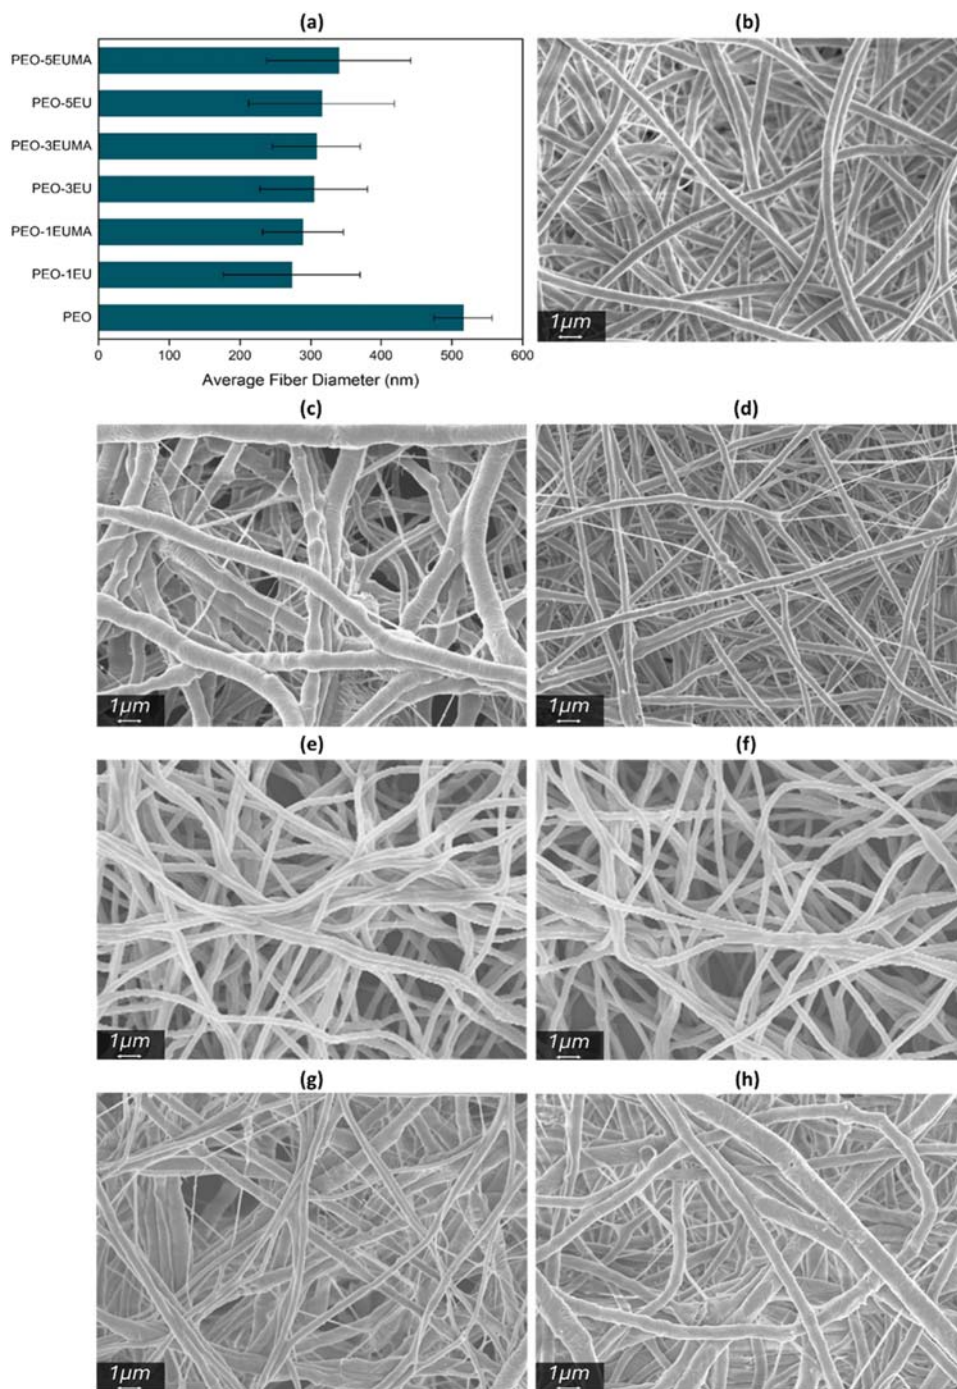 (a)
PEO-5EUMA
PEO-5EU
PEO-3EUMA
PEO-3EU
PEO-1EUMA
PEO-1EU
PEO
0 100 200 300 400 500 600
Average Fiber Diameter (nm)
(b)
1µm
(c)
1µm
(d)
1µm
(e)
1µm
(f)
1µm
(g)
1µm
(h)
1µm